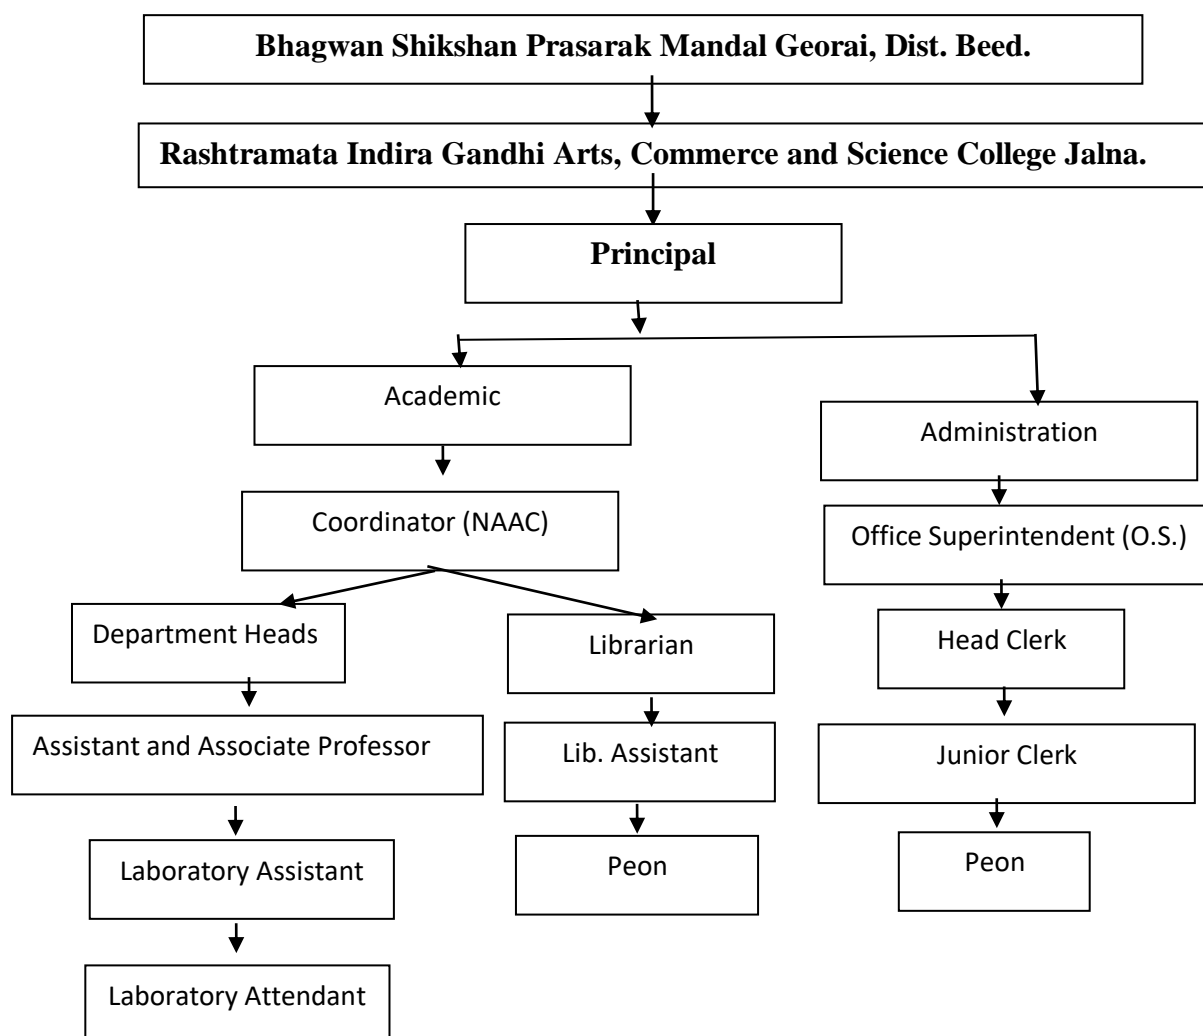 Bhagwan Shikshan Prasarak Mandal Georai, Dist. Beed.
Rashtramata Indira Gandhi Arts, Commerce and Science College Jalna.
Principal
Academic
Administration
Coordinator (NAAC)
Office Superintendent (O.S.)
Department Heads
Librarian
Head Clerk
Assistant and Associate Professor
Lib. Assistant
Junior Clerk
Laboratory Assistant
Peon
Peon
Laboratory Attendant